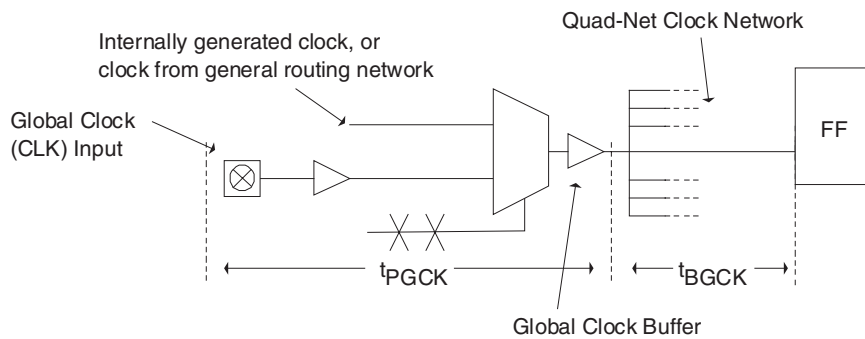 Quad-Net Clock Network
Internally generated clock, or
clock from general routing network
Global Clock
(CLK) Input
FF
tPGCK
tBGCK
Global Clock Buffer